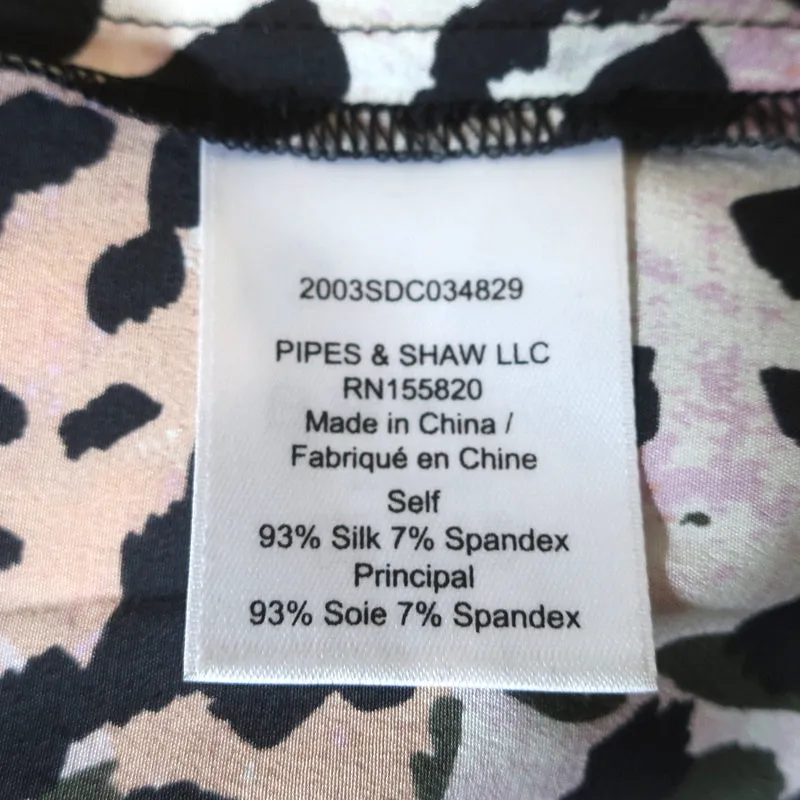 2003SDC034829
PIPES & SHAW LLC
RN155820
Made in China /
Fabriqué en Chine
Self
93% Silk 7% Spandex
Principal
93% Soie 7% Spandex